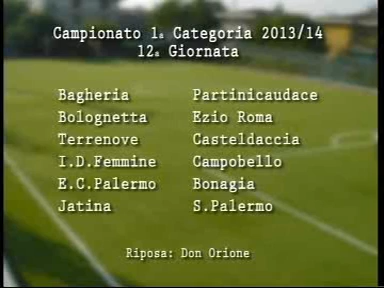 Campionato 1a Categoria 2013/14
12a Giornata
Bagheria Partinicaudace
Bolognetta Ezio Roma
Terrenove Casteldaccia
I.D.Femmine Campobello
E.C.Palermo Bonagia
Jatina S.Palermo
Riposa: Don Orione